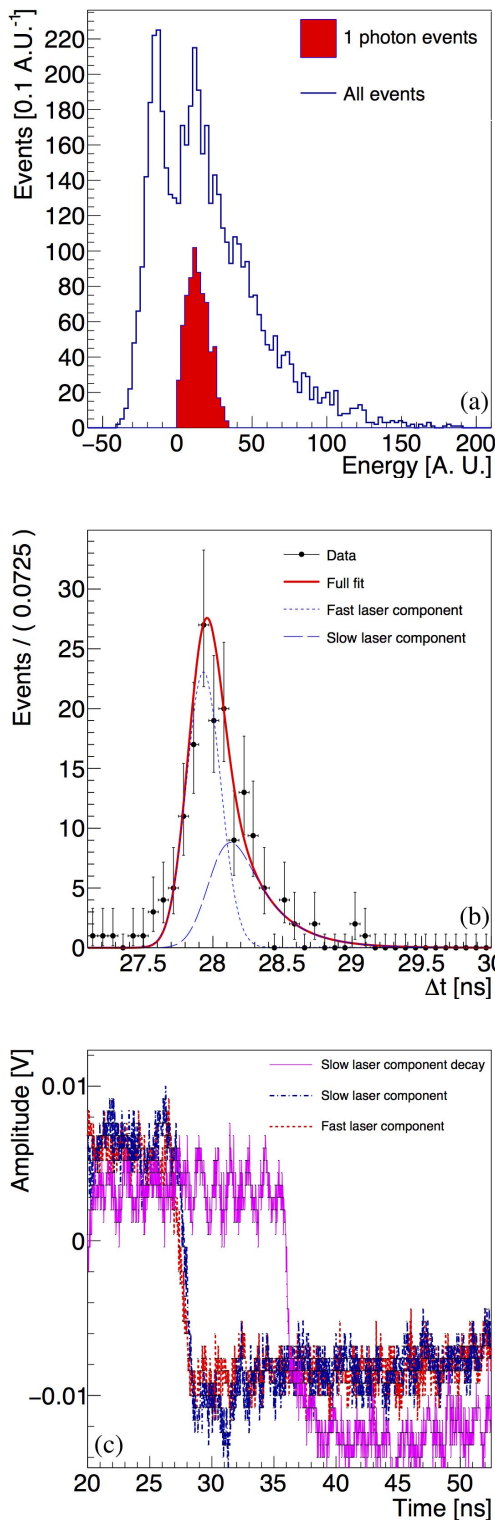 Events [0.1 A.U.⁻¹]
220
200
180
160
140
120
100
80
60
40
20
0
1 photon events
All events
(a)
−50 0 50 100 150 200
Energy [A. U.]
Events / ( 0.0725 )
30
25
20
15
10
5
0
Data
Full fit
Fast laser component
Slow laser component
(b)
27.5 28 28.5 29 29.5 30
Δt [ns]
Amplitude [V]
0.01
0
−0.01
Slow laser component decay
Slow laser component
Fast laser component
(c)
20 25 30 35 40 45 50
Time [ns]